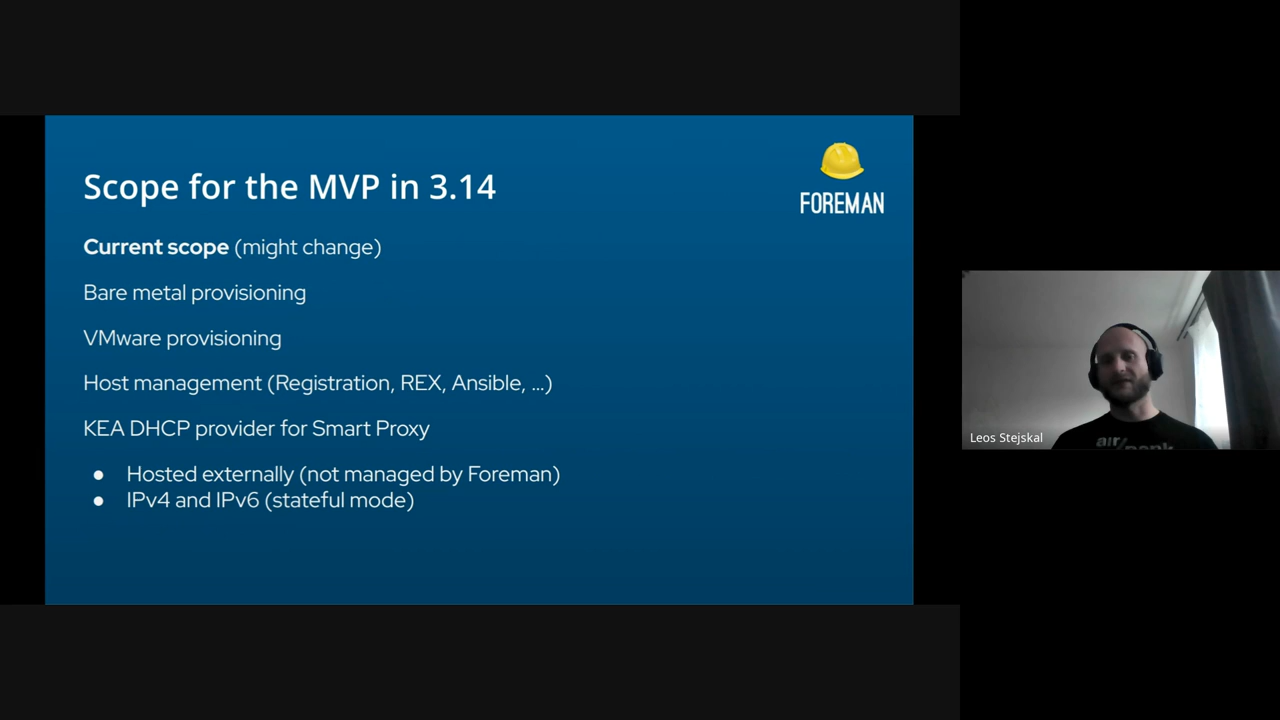 Scope for the MVP in 3.14
FOREMAN
Current scope (might change)
Bare metal provisioning
VMware provisioning
Host management (Registration, REX, Ansible, ...)
KEA DHCP provider for Smart Proxy
● Hosted externally (not managed by Foreman)
● IPv4 and IPv6 (stateful mode)
Leos Stejskal
air/